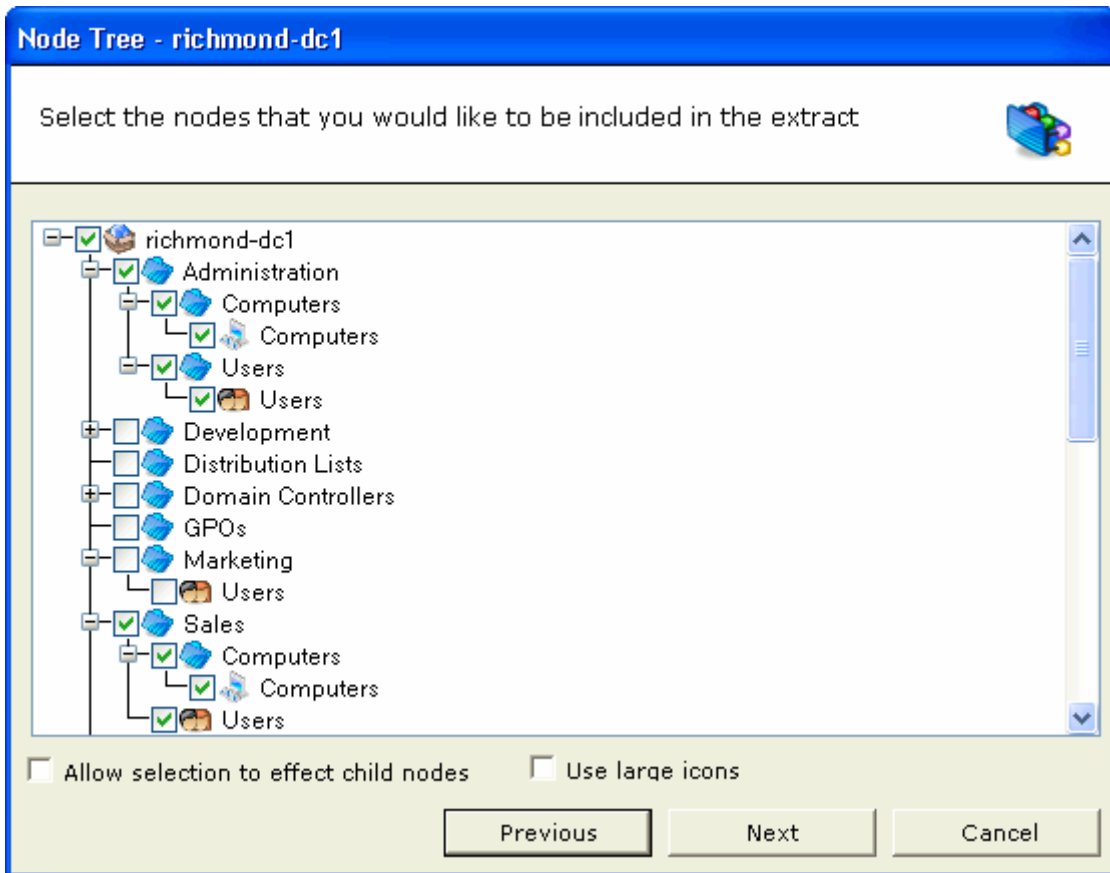 Node Tree - richmond-dc1
Select the nodes that you would like to be included in the extract
richmond-dc1
Administration
Computers
Computers
Users
Users
Development
Distribution Lists
Domain Controllers
GPOs
Marketing
Users
Sales
Computers
Computers
Users
Allow selection to effect child nodes
Use large icons
Previous
Next
Cancel